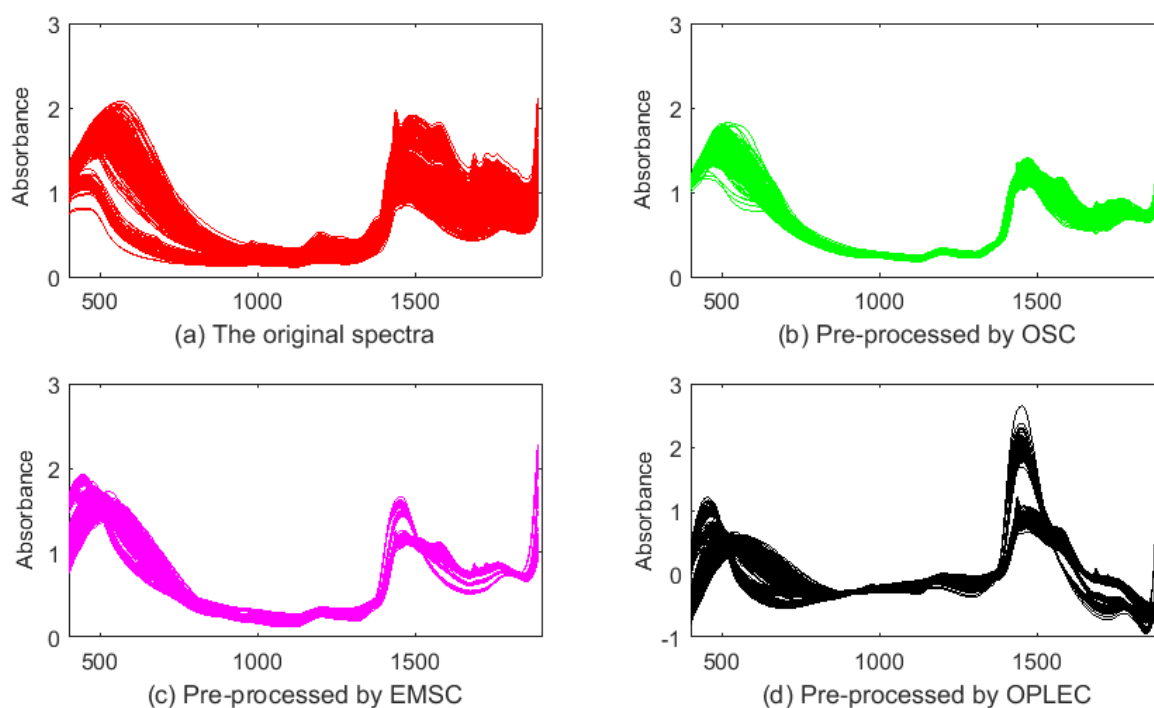 3
2
1
0
Absorbance
500 1000 1500
(a) The original spectra
3
2
1
0
Absorbance
500 1000 1500
(b) Pre-processed by OSC
3
2
1
0
Absorbance
500 1000 1500
(c) Pre-processed by EMSC
3
2
1
0
-1
Absorbance
500 1000 1500
(d) Pre-processed by OPLEC